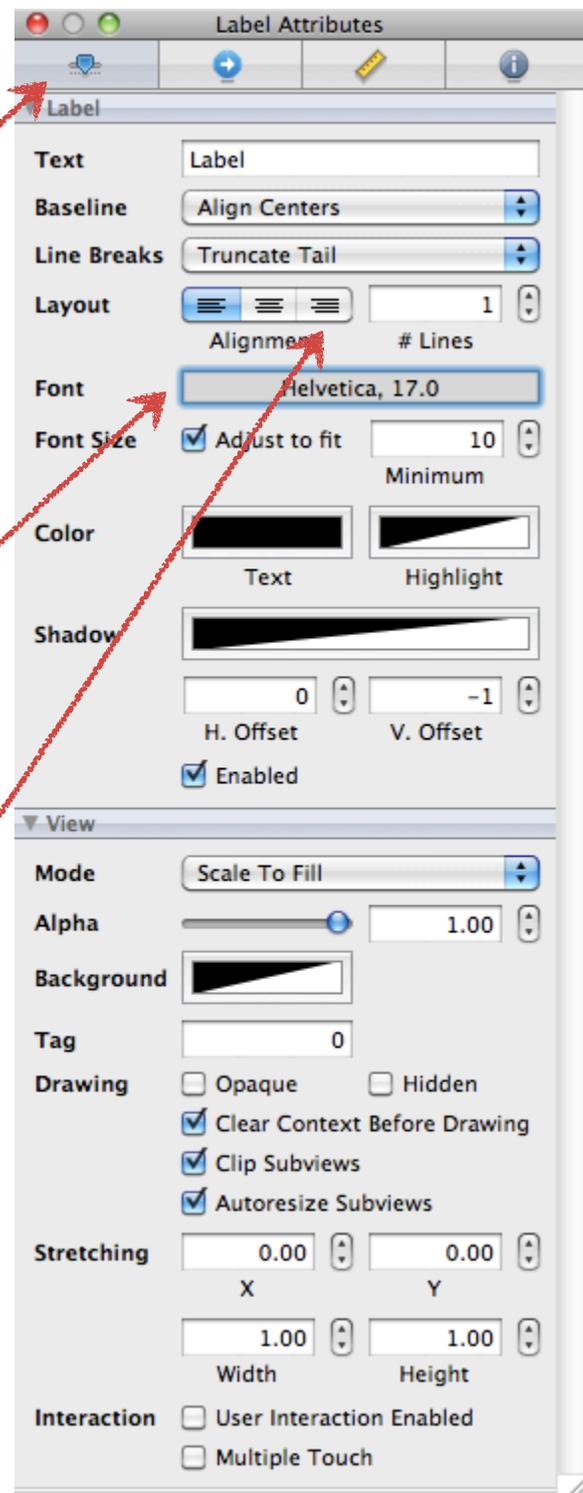 Label Attributes
Label
Text Label
Baseline Align Centers
Line Breaks Truncate Tail
Layout 1
Alignment # Lines
Font Helvetica, 17.0
Font Size Adjust to fit 10
Minimum
Color
Text Highlight
Shadow
0 -1
H. Offset V. Offset
Enabled
View
Mode Scale To Fill
Alpha 1.00
Background
Tag 0
Drawing Opaque Hidden
Clear Context Before Drawing
Clip Subviews
Autoresize Subviews
Stretching 0.00 0.00
X Y
1.00 1.00
Width Height
Interaction User Interaction Enabled
Multiple Touch